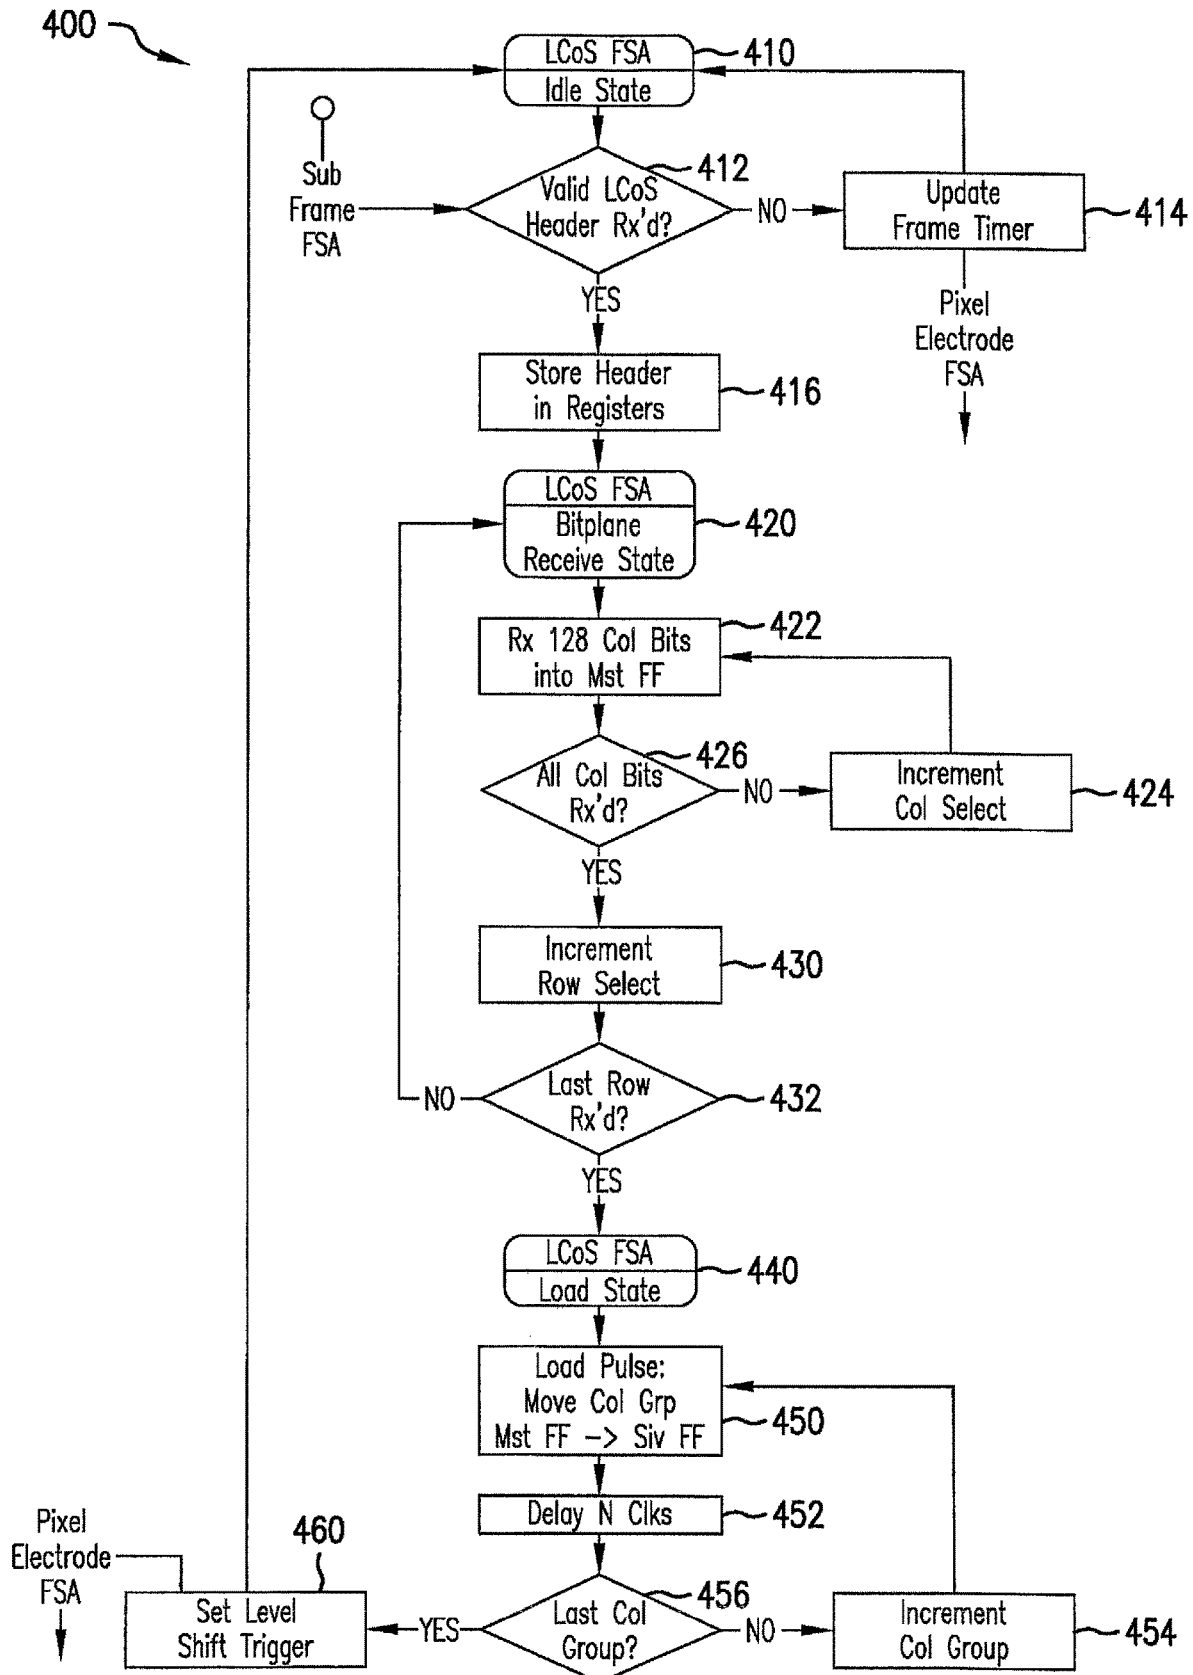 400
LCoS FSA
Idle State
410
Sub
Frame
FSA
Valid LCoS
Header Rx'd?
412
NO
Update
Frame Timer
414
YES
Pixel
Electrode
FSA
Store Header
in Registers
416
LCoS FSA
Bitplane
Receive State
420
Rx 128 Col Bits
into Mst FF
422
All Col Bits
Rx'd?
426
NO
Increment
Col Select
424
YES
Increment
Row Select
430
Last Row
Rx'd?
432
NO
YES
LCoS FSA
Load State
440
Load Pulse:
Move Col Grp
Mst FF -> Slv FF
450
Delay N Clks
452
Last Col
Group?
456
NO
Increment
Col Group
454
YES
Set Level
Shift Trigger
460
Pixel
Electrode
FSA